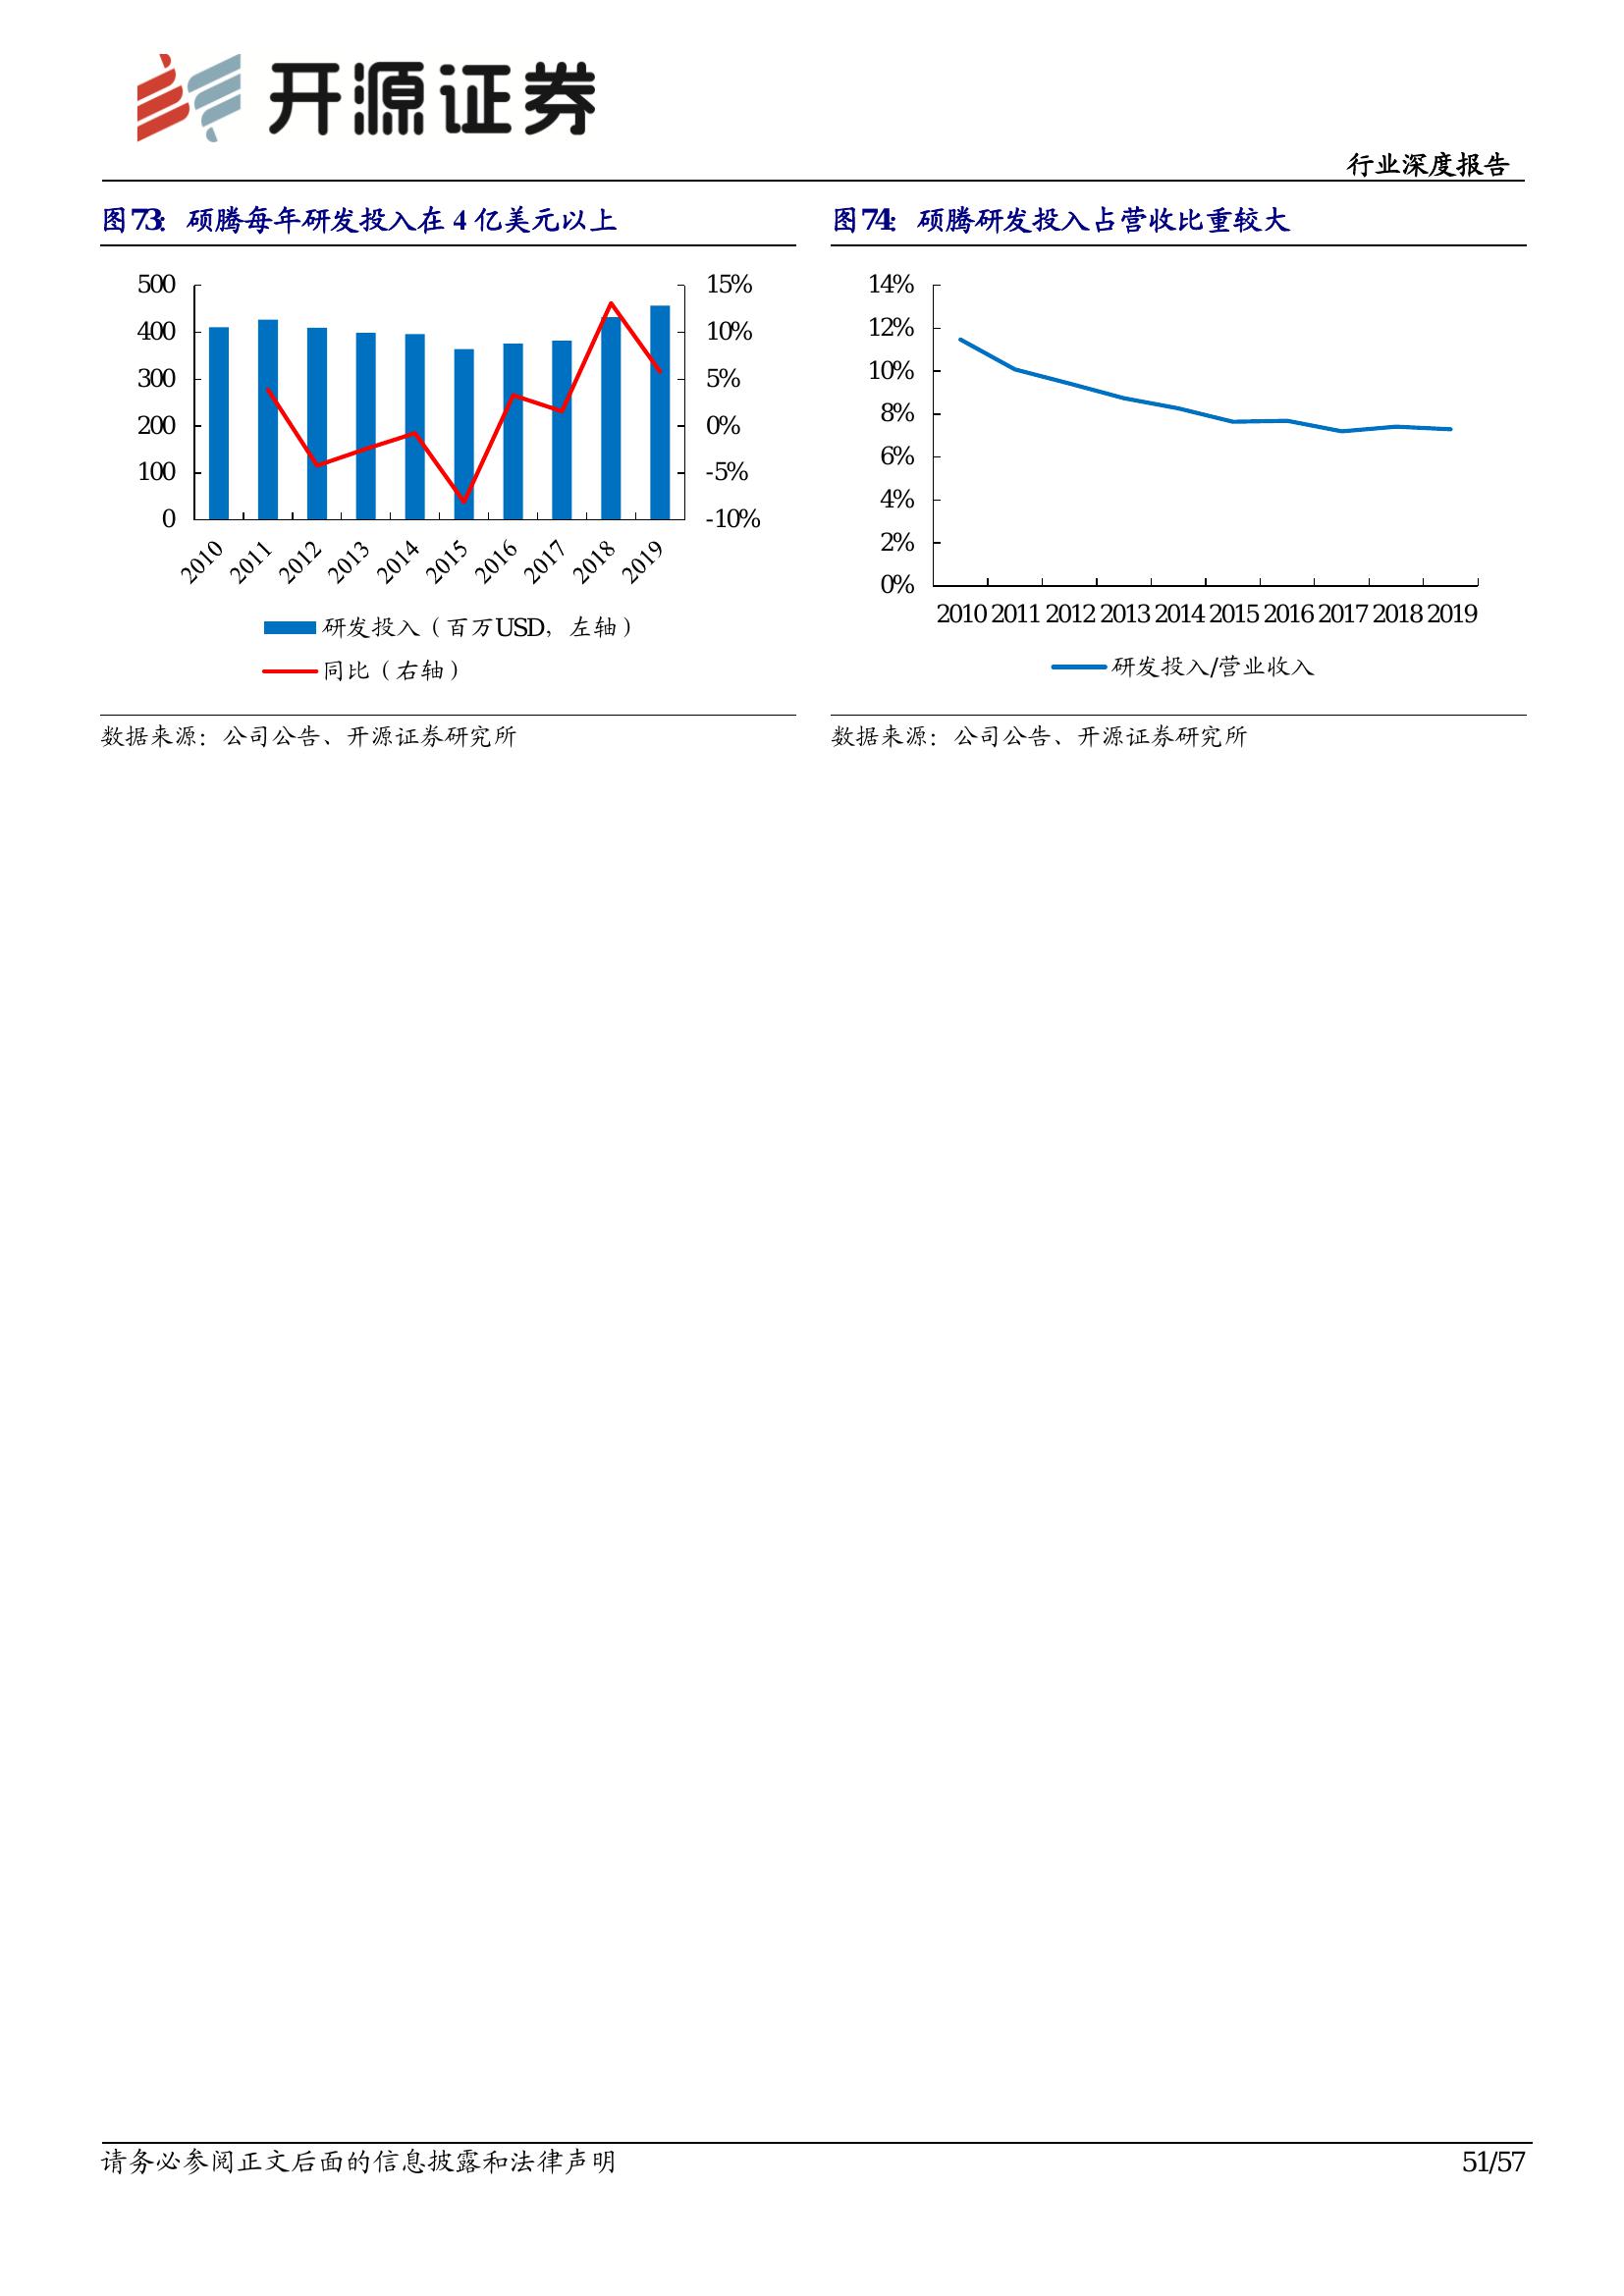 开源证券
行业深度报告
图73：硕腾每年研发投入在 4 亿美元以上
500
400
300
200
100
0
15%
10%
5%
0%
-5%
-10%
2010
2011
2012
2013
2014
2015
2016
2017
2018
2019
研发投入（百万USD，左轴）
同比（右轴）
数据来源：公司公告、开源证券研究所
图74：硕腾研发投入占营收比重较大
14%
12%
10%
8%
6%
4%
2%
0%
2010 2011 2012 2013 2014 2015 2016 2017 2018 2019
研发投入/营业收入
数据来源：公司公告、开源证券研究所
请务必参阅正文后面的信息披露和法律声明
51/57